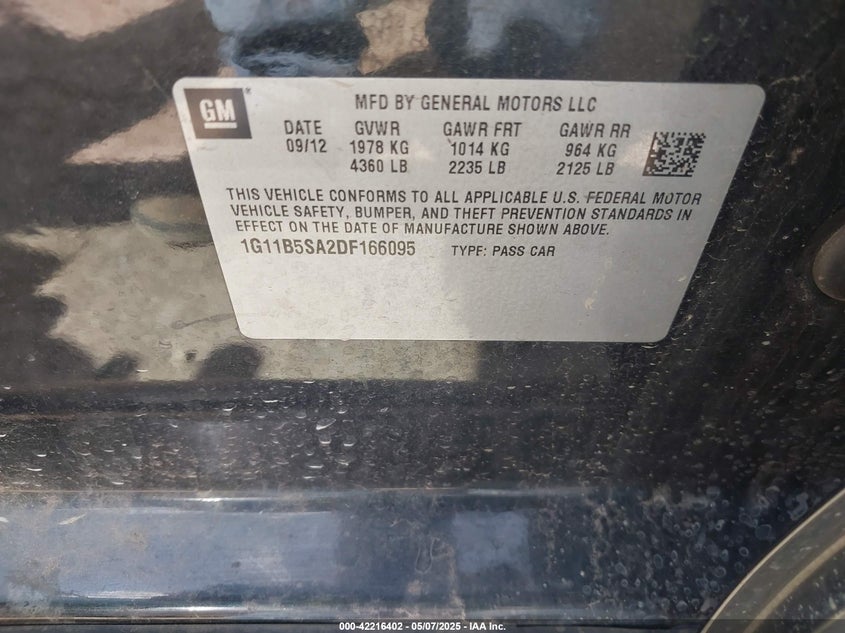 GM
MFD BY GENERAL MOTORS LLC
DATE GVWR GAWR FRT GAWR RR
09/12 1978 KG 1014 KG 964 KG
4360 LB 2235 LB 2125 LB
THIS VEHICLE CONFORMS TO ALL APPLICABLE U.S. FEDERAL MOTOR
VEHICLE SAFETY, BUMPER, AND THEFT PREVENTION STANDARDS IN
EFFECT ON THE DATE OF MANUFACTURE SHOWN ABOVE.
1G11B5SA2DF166095 TYPE: PASS CAR
000-42216402 - 05/07/2025 - IAA Inc.